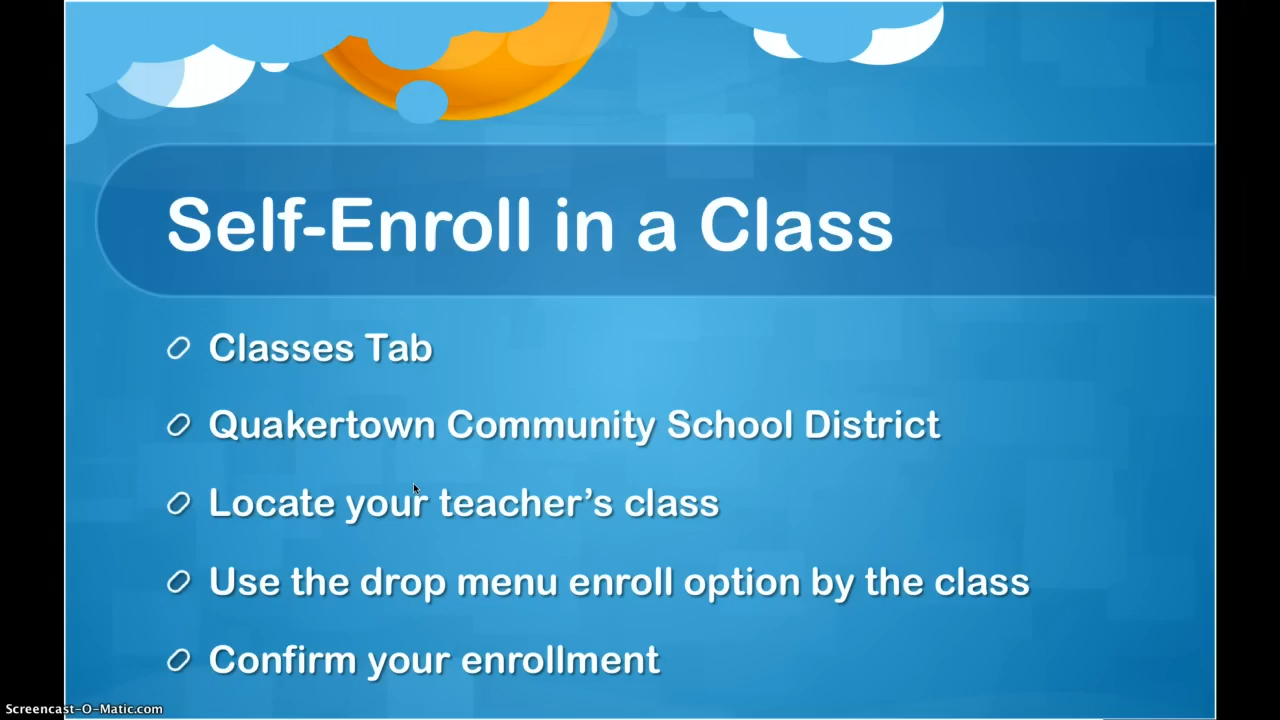 Self-Enroll in a Class
Classes Tab
Quakertown Community School District
Locate your teacher’s class
Use the drop menu enroll option by the class
Confirm your enrollment
Screencast-O-Matic.com